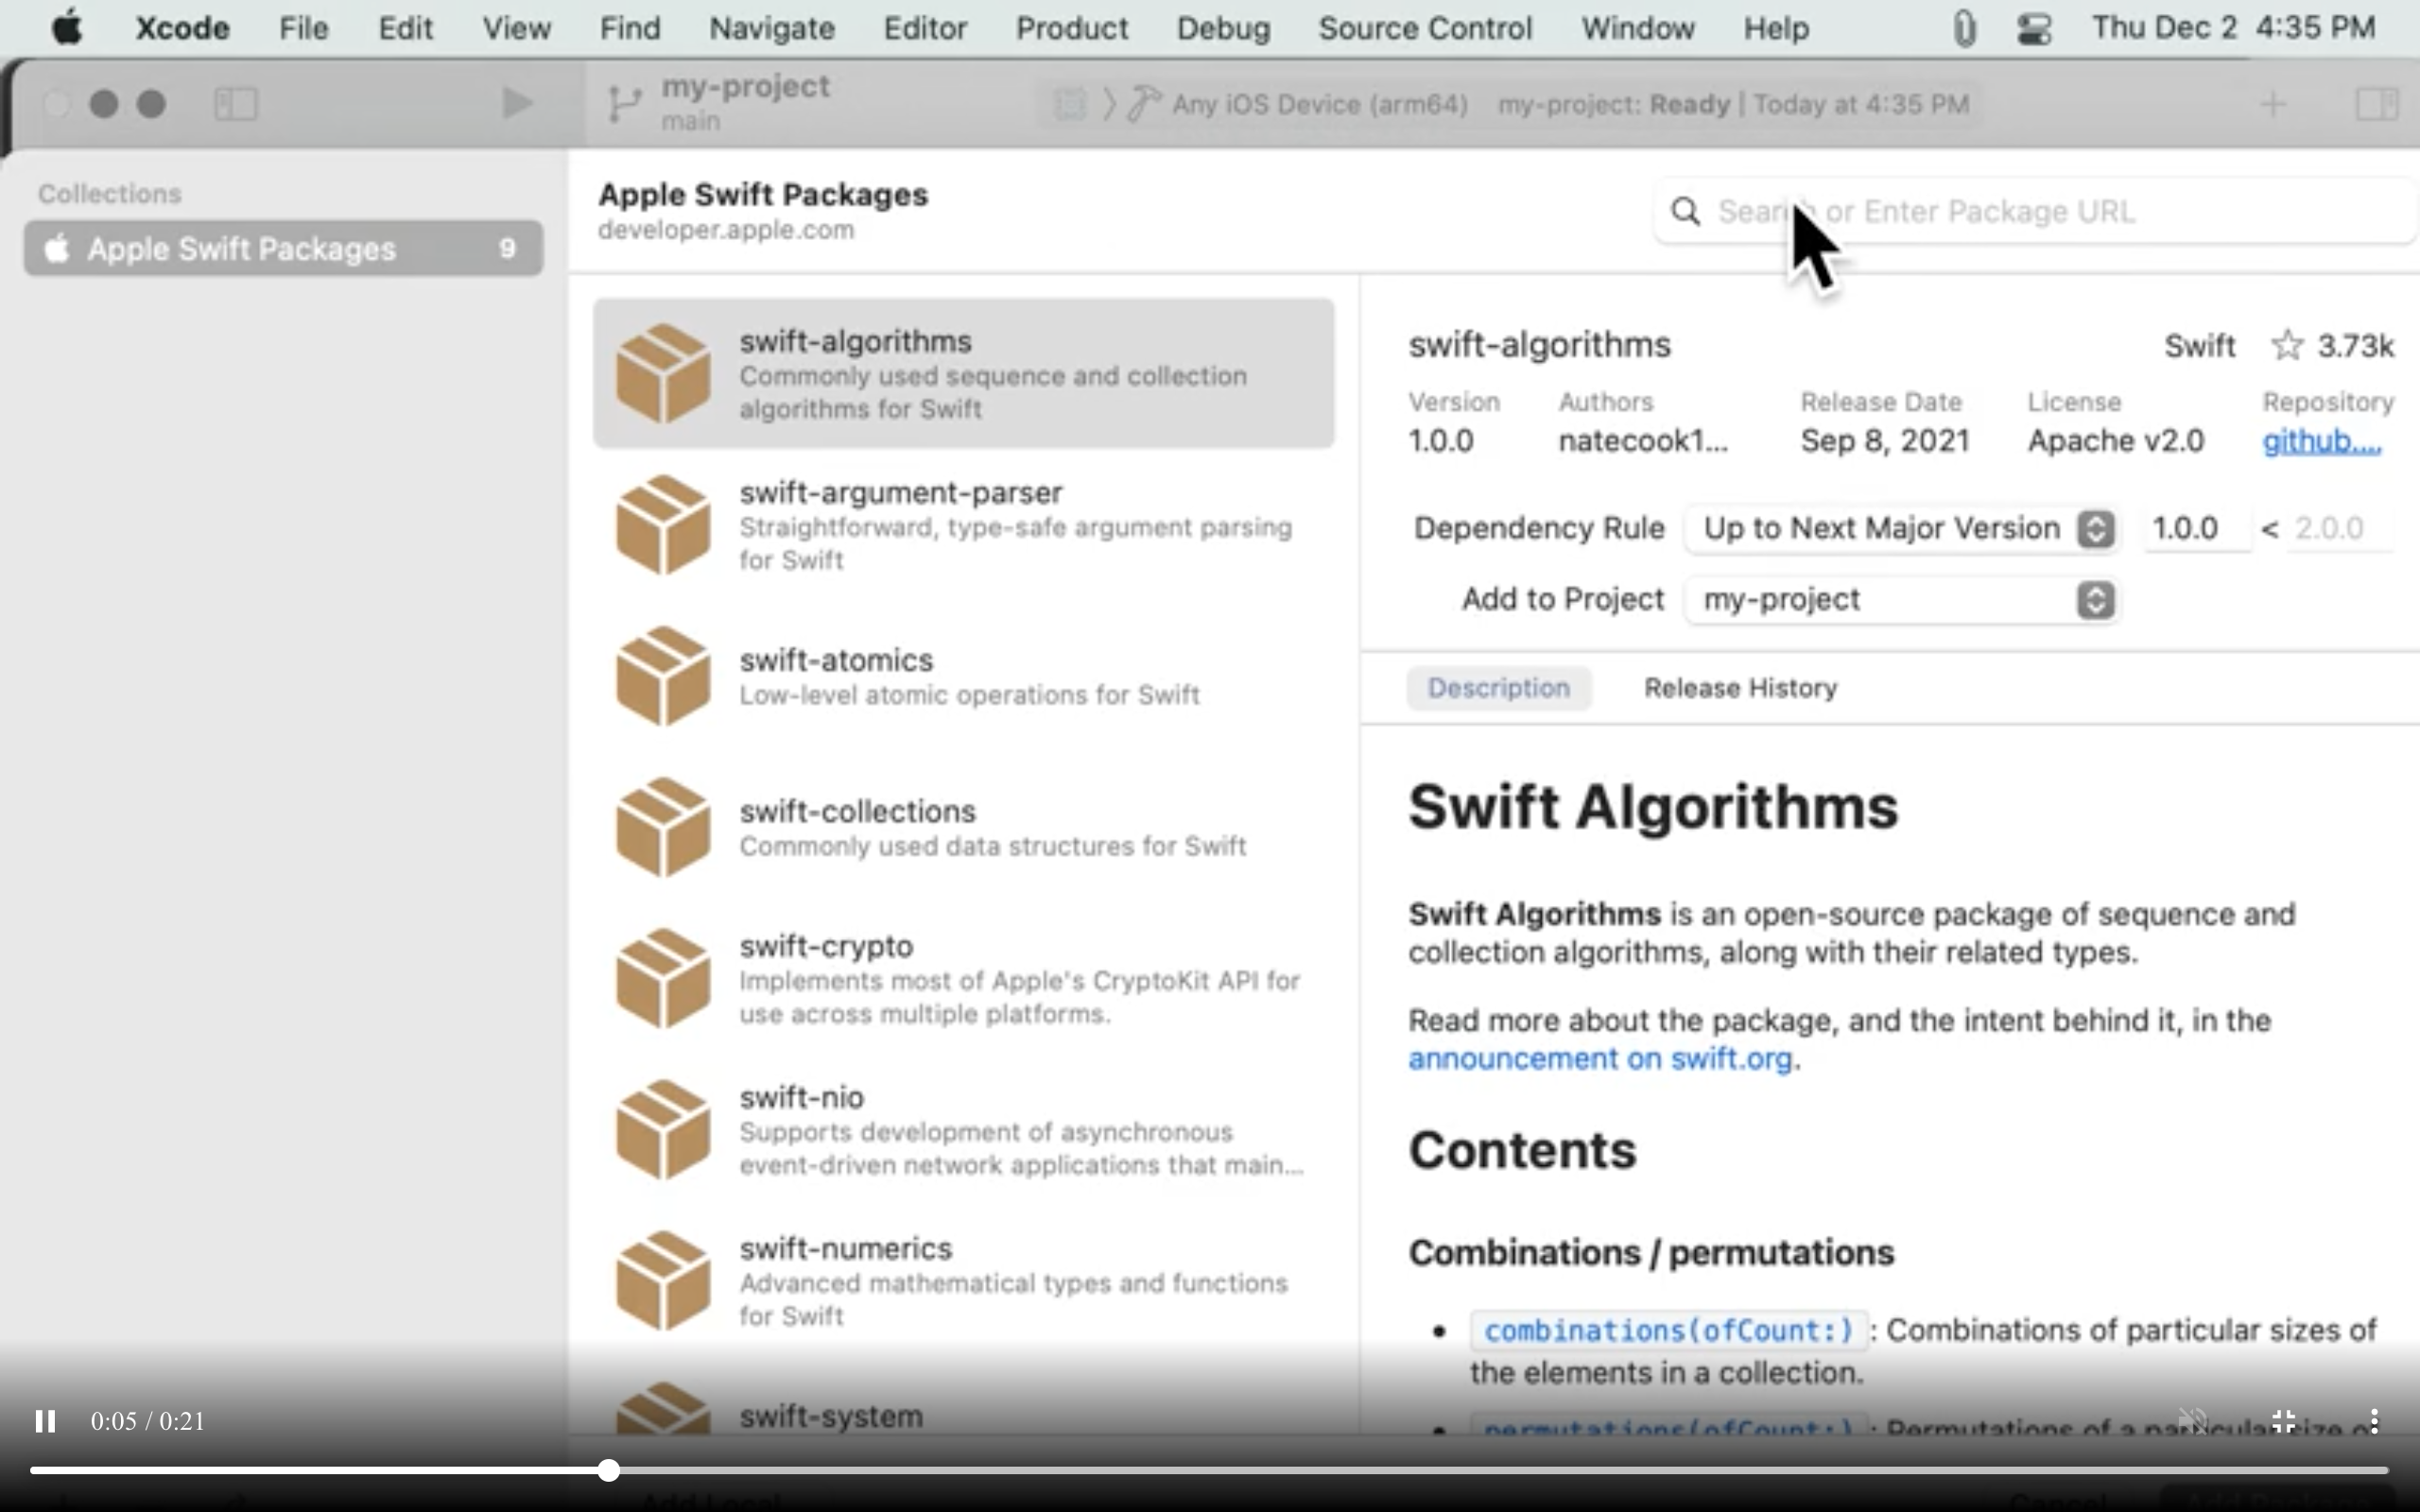 Xcode File Edit View Find Navigate Editor Product Debug Source Control Window Help Thu Dec 2 4:35 PM
my-project
main
Any iOS Device (arm64) my-project: Ready | Today at 4:35 PM
Collections
Apple Swift Packages 9
Apple Swift Packages
developer.apple.com
Search or Enter Package URL
swift-algorithms
Commonly used sequence and collection
algorithms for Swift
swift-argument-parser
Straightforward, type-safe argument parsing
for Swift
swift-atomics
Low-level atomic operations for Swift
swift-collections
Commonly used data structures for Swift
swift-crypto
Implements most of Apple's CryptoKit API for
use across multiple platforms.
swift-nio
Supports development of asynchronous
event-driven network applications that main...
swift-numerics
Advanced mathematical types and functions
for Swift
swift-system
swift-algorithms Swift 3.73k
Version Authors Release Date License Repository
1.0.0 natecook1... Sep 8, 2021 Apache v2.0 github....
Dependency Rule Up to Next Major Version 1.0.0 < 2.0.0
Add to Project my-project
Description Release History
Swift Algorithms
Swift Algorithms is an open-source package of sequence and
collection algorithms, along with their related types.
Read more about the package, and the intent behind it, in the
announcement on swift.org.
Contents
Combinations / permutations
• combinations(ofCount:) : Combinations of particular sizes of
the elements in a collection.
• permutations(ofCount:) : Permutations of a particular size of
0:05 / 0:21
Add Local
Cancel